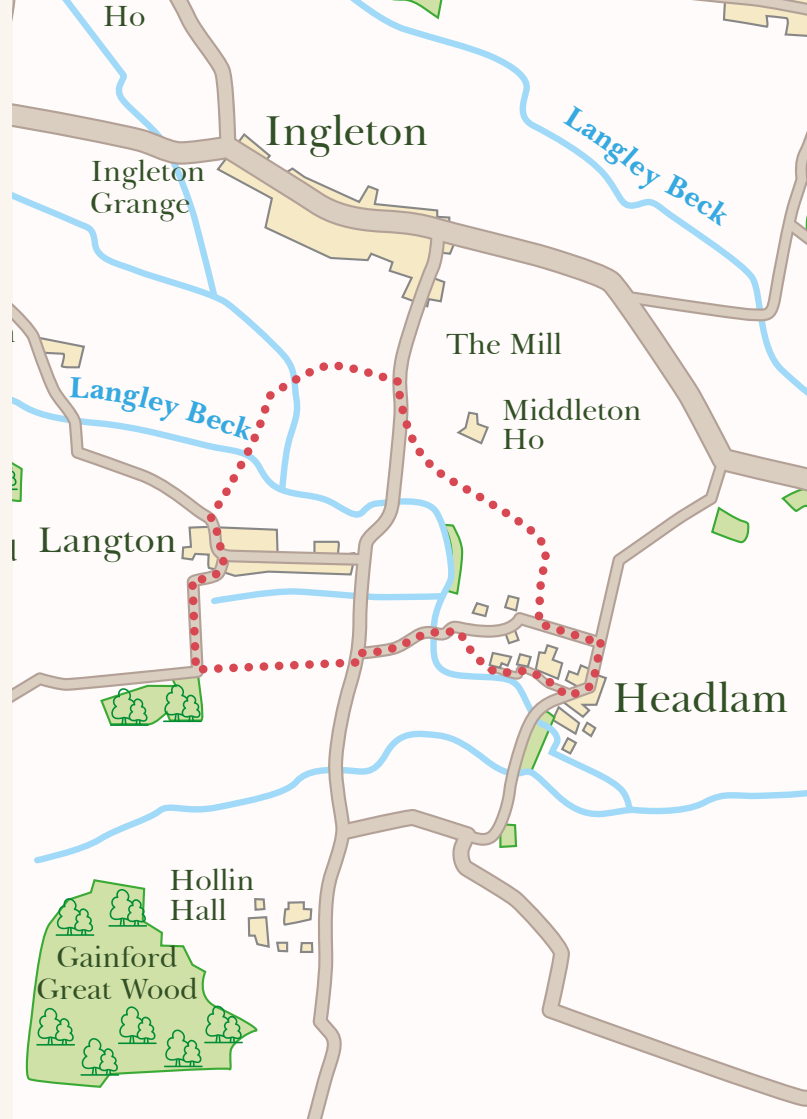 Ho
Ingleton
Langley Beck
Ingleton
Grange
The Mill
Langley Beck
Middleton
Ho
Langton
Headlam
Hollin
Hall
Gainford
Great Wood